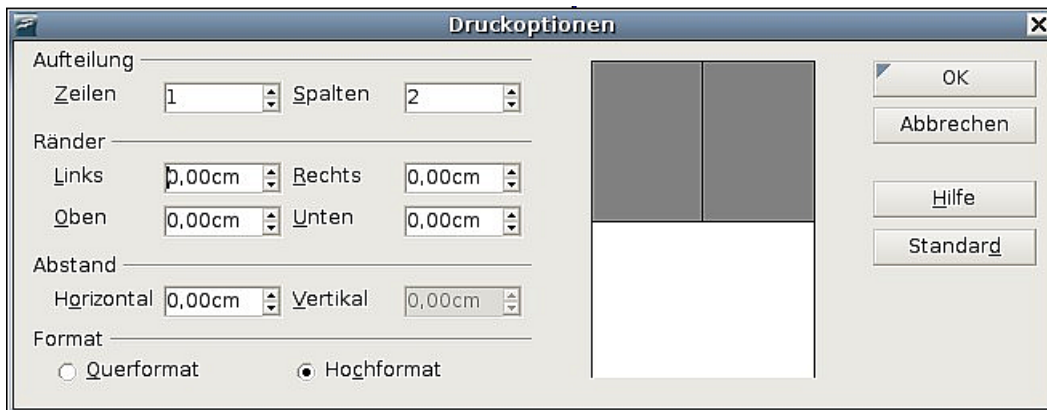 Druckoptionen
Aufteilung
Zeilen 1 Spalten 2
Ränder
Links 0,00cm Rechts 0,00cm
Oben 0,00cm Unten 0,00cm
Abstand
Horizontal 0,00cm Vertikal 0,00cm
Format
Querformat Hochformat
OK
Abbrechen
Hilfe
Standard